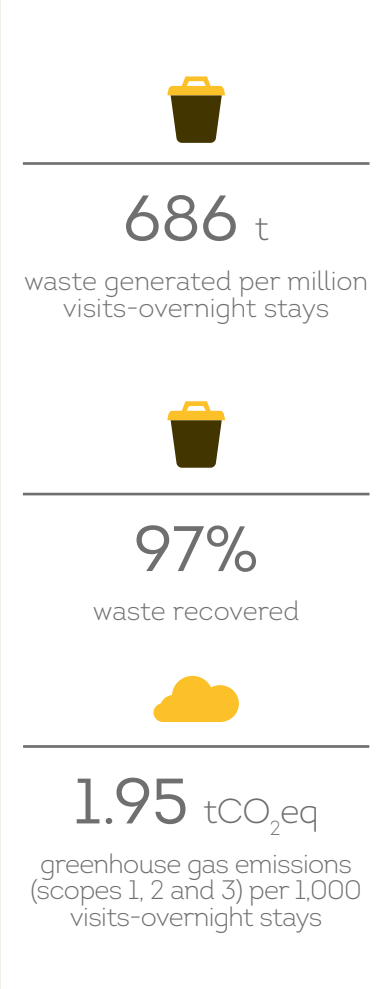 686 t
waste generated per million
visits-overnight stays
97%
waste recovered
1.95 tCO₂eq
greenhouse gas emissions
(scopes 1, 2 and 3) per 1,000
visits-overnight stays